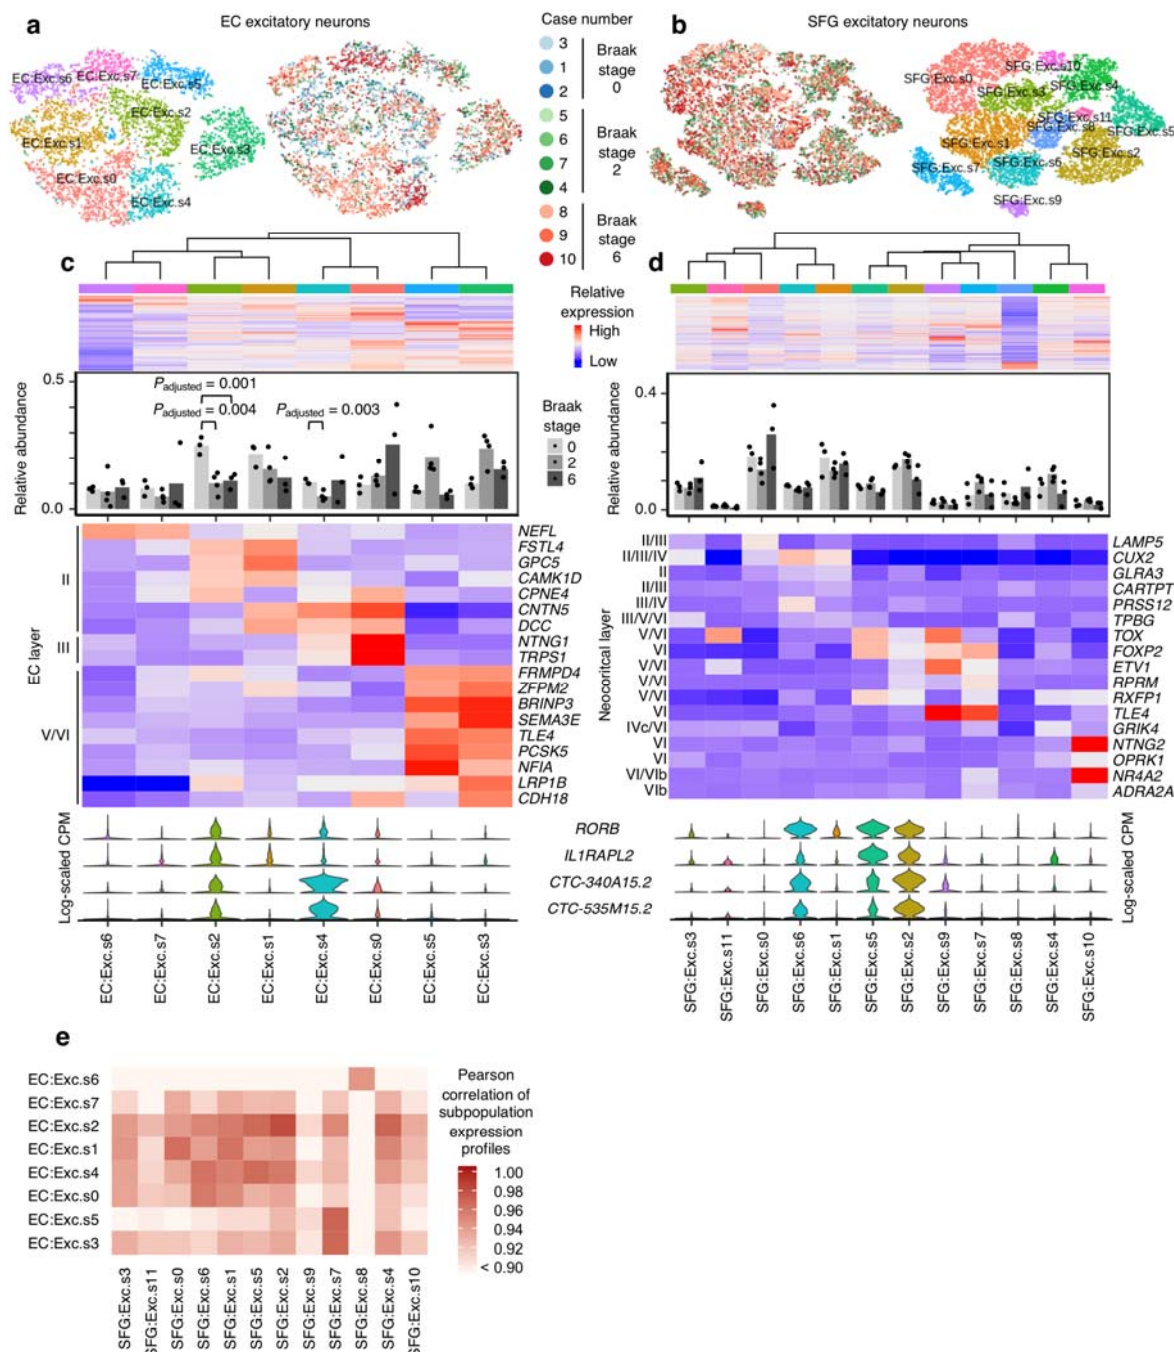 a
EC excitatory neurons
Case number
b
SFG excitatory neurons
EC:Exc.s6
EC:Exc.s7
EC:Exc.s5
EC:Exc.s2
EC:Exc.s1
EC:Exc.s3
EC:Exc.s0
EC:Exc.s4
3
1
2
Braak
stage
0
5
6
7
4
Braak
stage
2
8
9
10
Braak
stage
6
SFG:Exc.s0
SFG:Exc.s10
SFG:Exc.s3
SFG:Exc.s4
SFG:Exc.s11
SFG:Exc.s8
SFG:Exc.s5
SFG:Exc.s1
SFG:Exc.s6
SFG:Exc.s2
SFG:Exc.s7
SFG:Exc.s9
c
Relative
expression
High
Low
Relative abundance
0.5
0.0
Padjusted = 0.001
Padjusted = 0.004
Padjusted = 0.003
Braak
stage
0
2
6
EC layer
II
III
V/VI
NEFL
FSTL4
GPC5
CAMK1D
CPNE4
CNTN5
DCC
NTNG1
TRPS1
FRMPD4
ZFPM2
BRINP3
SEMA3E
TLE4
PCSK5
NFIA
LRP1B
CDH18
Log-scaled CPM
EC:Exc.s6
EC:Exc.s7
EC:Exc.s2
EC:Exc.s1
EC:Exc.s4
EC:Exc.s0
EC:Exc.s5
EC:Exc.s3
RORB
IL1RAPL2
CTC-340A15.2
CTC-535M15.2
d
Relative abundance
0.4
0.0
Neocoritcal layer
II/III LAMP5
II/III/IV CUX2
II GLRA3
II/III CARTPT
III/IV PRSS12
III/V/VI TPBG
V/VI TOX
VI FOXP2
V/VI ETV1
V/VI RPRM
V/VI RXFP1
VI TLE4
IVc/VI GRIK4
VI NTNG2
VI OPRK1
VI/VIb NR4A2
VIb ADRA2A
Log-scaled CPM
SFG:Exc.s3
SFG:Exc.s11
SFG:Exc.s0
SFG:Exc.s6
SFG:Exc.s1
SFG:Exc.s5
SFG:Exc.s2
SFG:Exc.s9
SFG:Exc.s7
SFG:Exc.s8
SFG:Exc.s4
SFG:Exc.s10
e
EC:Exc.s6
EC:Exc.s7
EC:Exc.s2
EC:Exc.s1
EC:Exc.s4
EC:Exc.s0
EC:Exc.s5
EC:Exc.s3
Pearson
correlation of
subpopulation
expression
profiles
1.00
0.98
0.96
0.94
0.92
< 0.90
SFG:Exc.s3
SFG:Exc.s11
SFG:Exc.s0
SFG:Exc.s6
SFG:Exc.s1
SFG:Exc.s5
SFG:Exc.s2
SFG:Exc.s9
SFG:Exc.s7
SFG:Exc.s8
SFG:Exc.s4
SFG:Exc.s10